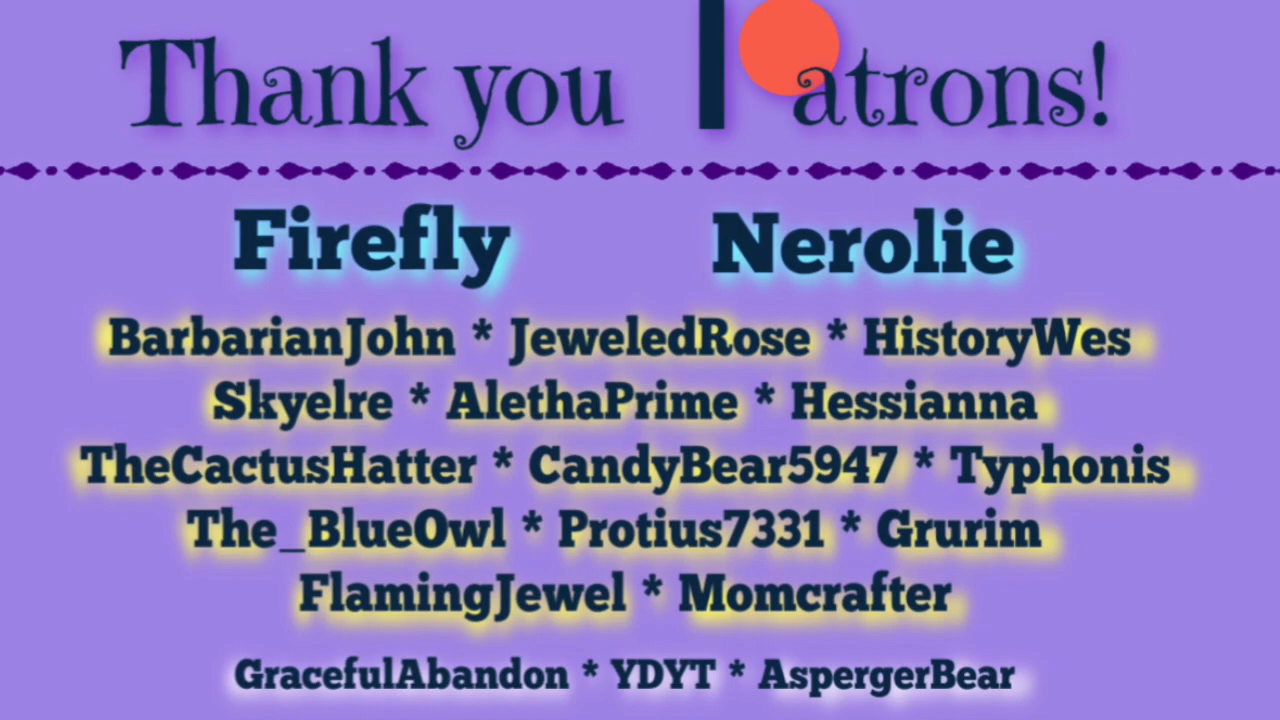 Thank you Patrons!
Firefly Nerolie
BarbarianJohn * JeweledRose * HistoryWes
Skyelre * AlethaPrime * Hessianna
TheCactusHatter * CandyBear5947 * Typhonis
The_BlueOwl * Protius7331 * Grurim
FlamingJewel * Momcrafter
GracefulAbandon * YDYT * AspergerBear